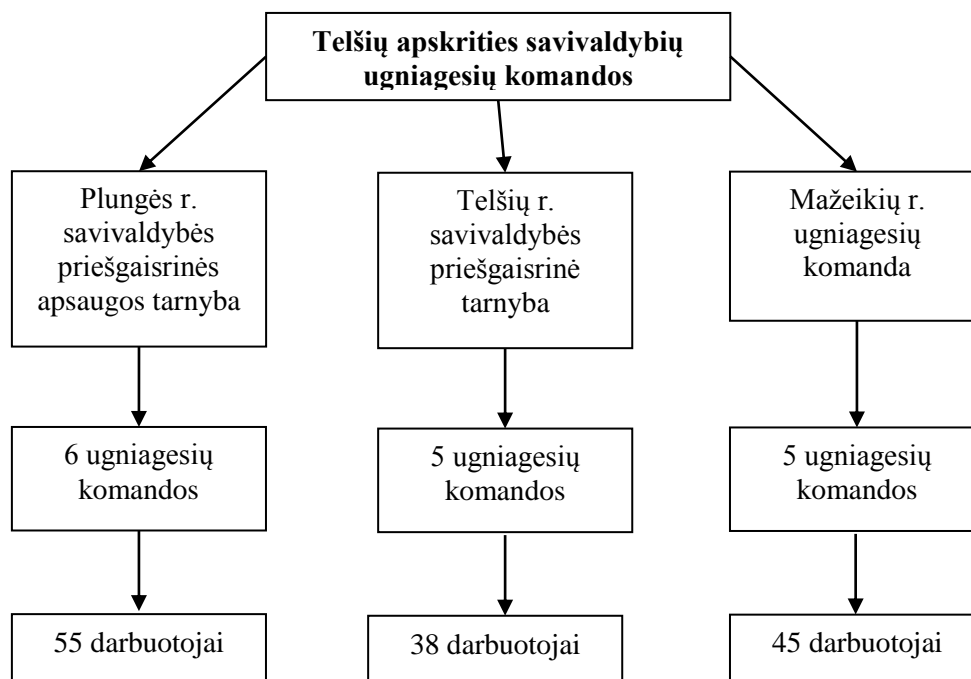 Telšių apskrities savivaldybių
ugniagesių komandos
Plungės r.
savivaldybės
priešgaisrinės
apsaugos tarnyba
Telšių r.
savivaldybės
priešgaisrinė
tarnyba
Mažeikių r.
ugniagesių
komanda
6 ugniagesių
komandos
5 ugniagesių
komandos
5 ugniagesių
komandos
55 darbuotojai
38 darbuotojai
45 darbuotojai